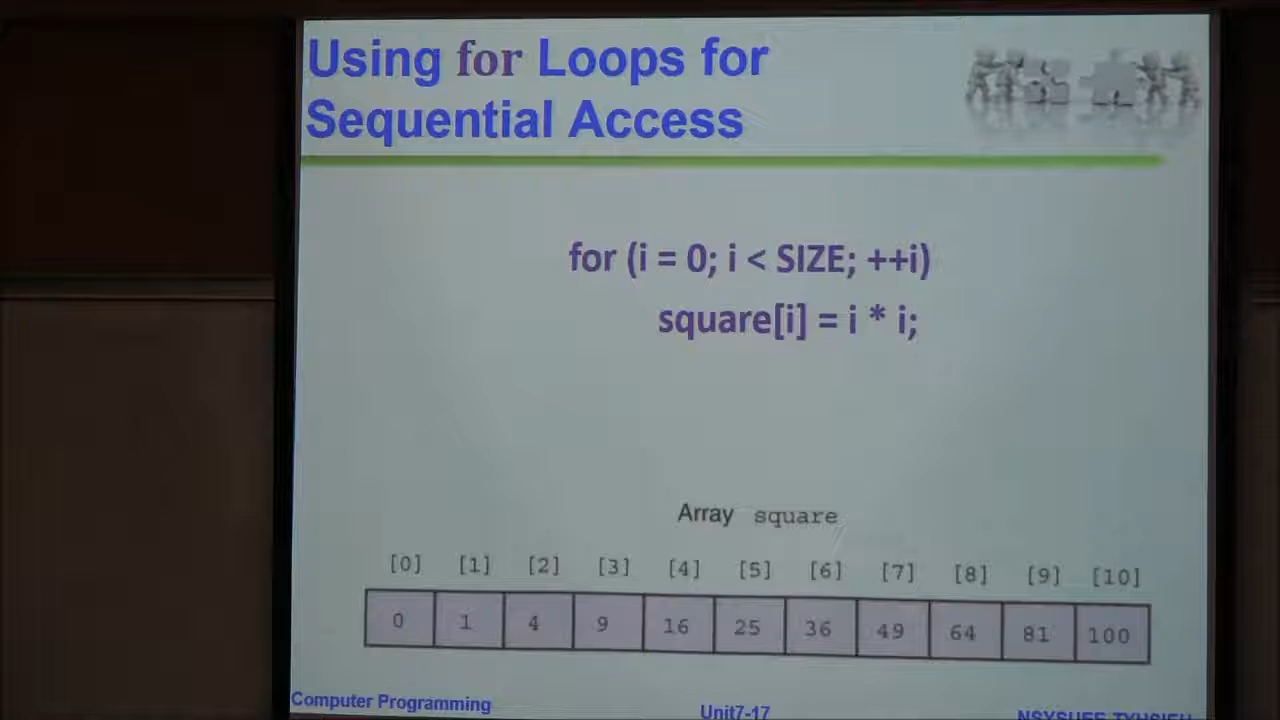 Using for Loops for
Sequential Access
for (i = 0; i < SIZE; ++i)
square[i] = i * i;
Array square
[0] [1] [2] [3] [4] [5] [6] [7] [8] [9] [10]
0 1 4 9 16 25 36 49 64 81 100
Computer Programming Unit7-17